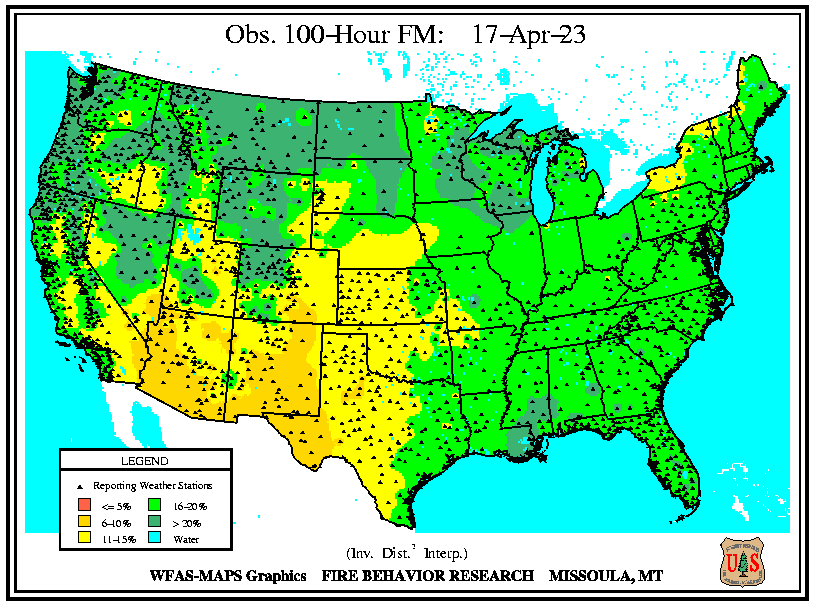 Obs. 100-Hour FM: 17-Apr-23
LEGEND
Reporting Weather Stations
<= 5% 16-20%
6-10% > 20%
11-15% Water
(Inv. Dist.² Interp.)
WFAS-MAPS Graphics FIRE BEHAVIOR RESEARCH MISSOULA, MT
U S